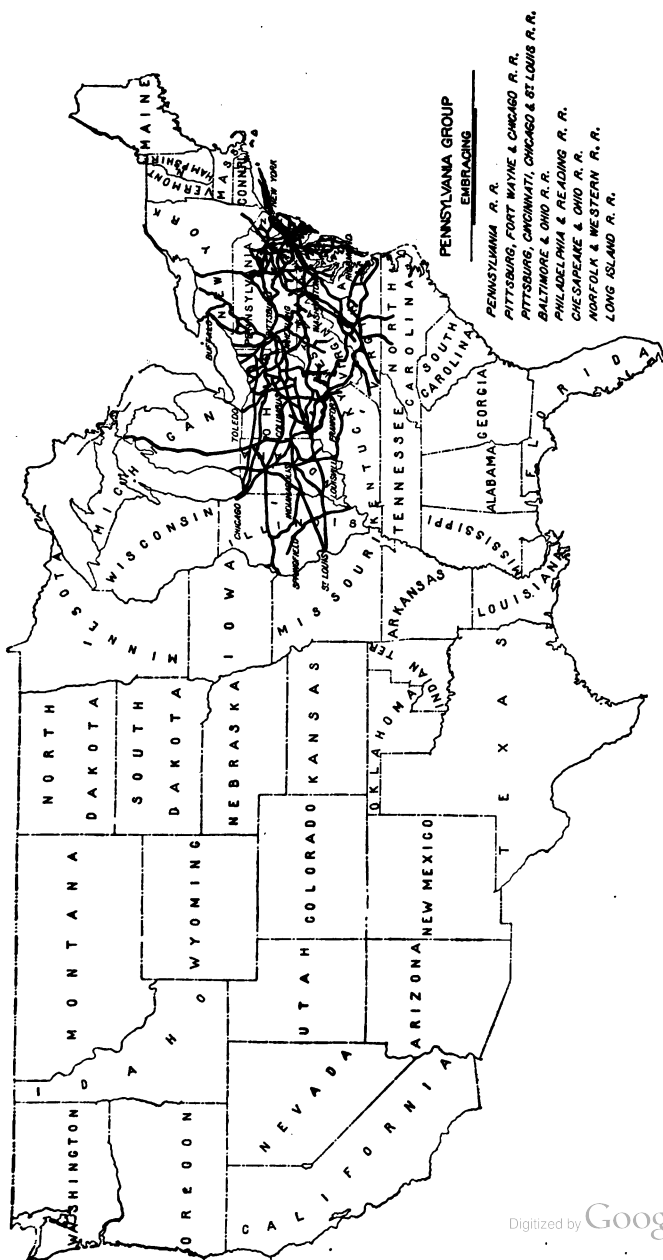 WASHINGTON
OREGON
CALIFORNIA
NEVADA
IDAHO
MONTANA
WYOMING
UTAH
COLORADO
ARIZONA
NEW MEXICO
NORTH
DAKOTA
SOUTH
DAKOTA
NEBRASKA
KANSAS
OKLAHOMA
INDIAN
TER
TEXAS
MINNESOTA
IOWA
MISSOURI
ARKANSAS
LOUISIANA
WISCONSIN
ILLINOIS
MICHIGAN
KENTUC
TENNESSEE
MISSISSIPPI
ALABAMA
GEORGIA
FLORIDA
SOUTH
CAROLINA
NORTH
CAROLINA
PENNSYLVANIA
NEW YORK
VERMONT
HAMPSHIRE
MAINE
MASS
CONN
CHICAGO
SPRINGFIELD
ST LOUIS
INDIANAPOLIS
LOUISVILLE
TOLEDO
COLUMBUS
BUFFALO
NEW YORK
PENNSYLVANIA GROUP
EMBRACING
PENNSYLVANIA R. R.
PITTSBURG, FORT WAYNE & CHICAGO R. R.
PITTSBURG, CINCINNATI, CHICAGO & ST LOUIS R. R.
BALTIMORE & OHIO R. R.
PHILADELPHIA & READING R. R.
CHESAPEAKE & OHIO R. R.
NORFOLK & WESTERN R. R.
LONG ISLAND R. R.
Digitized by Goog